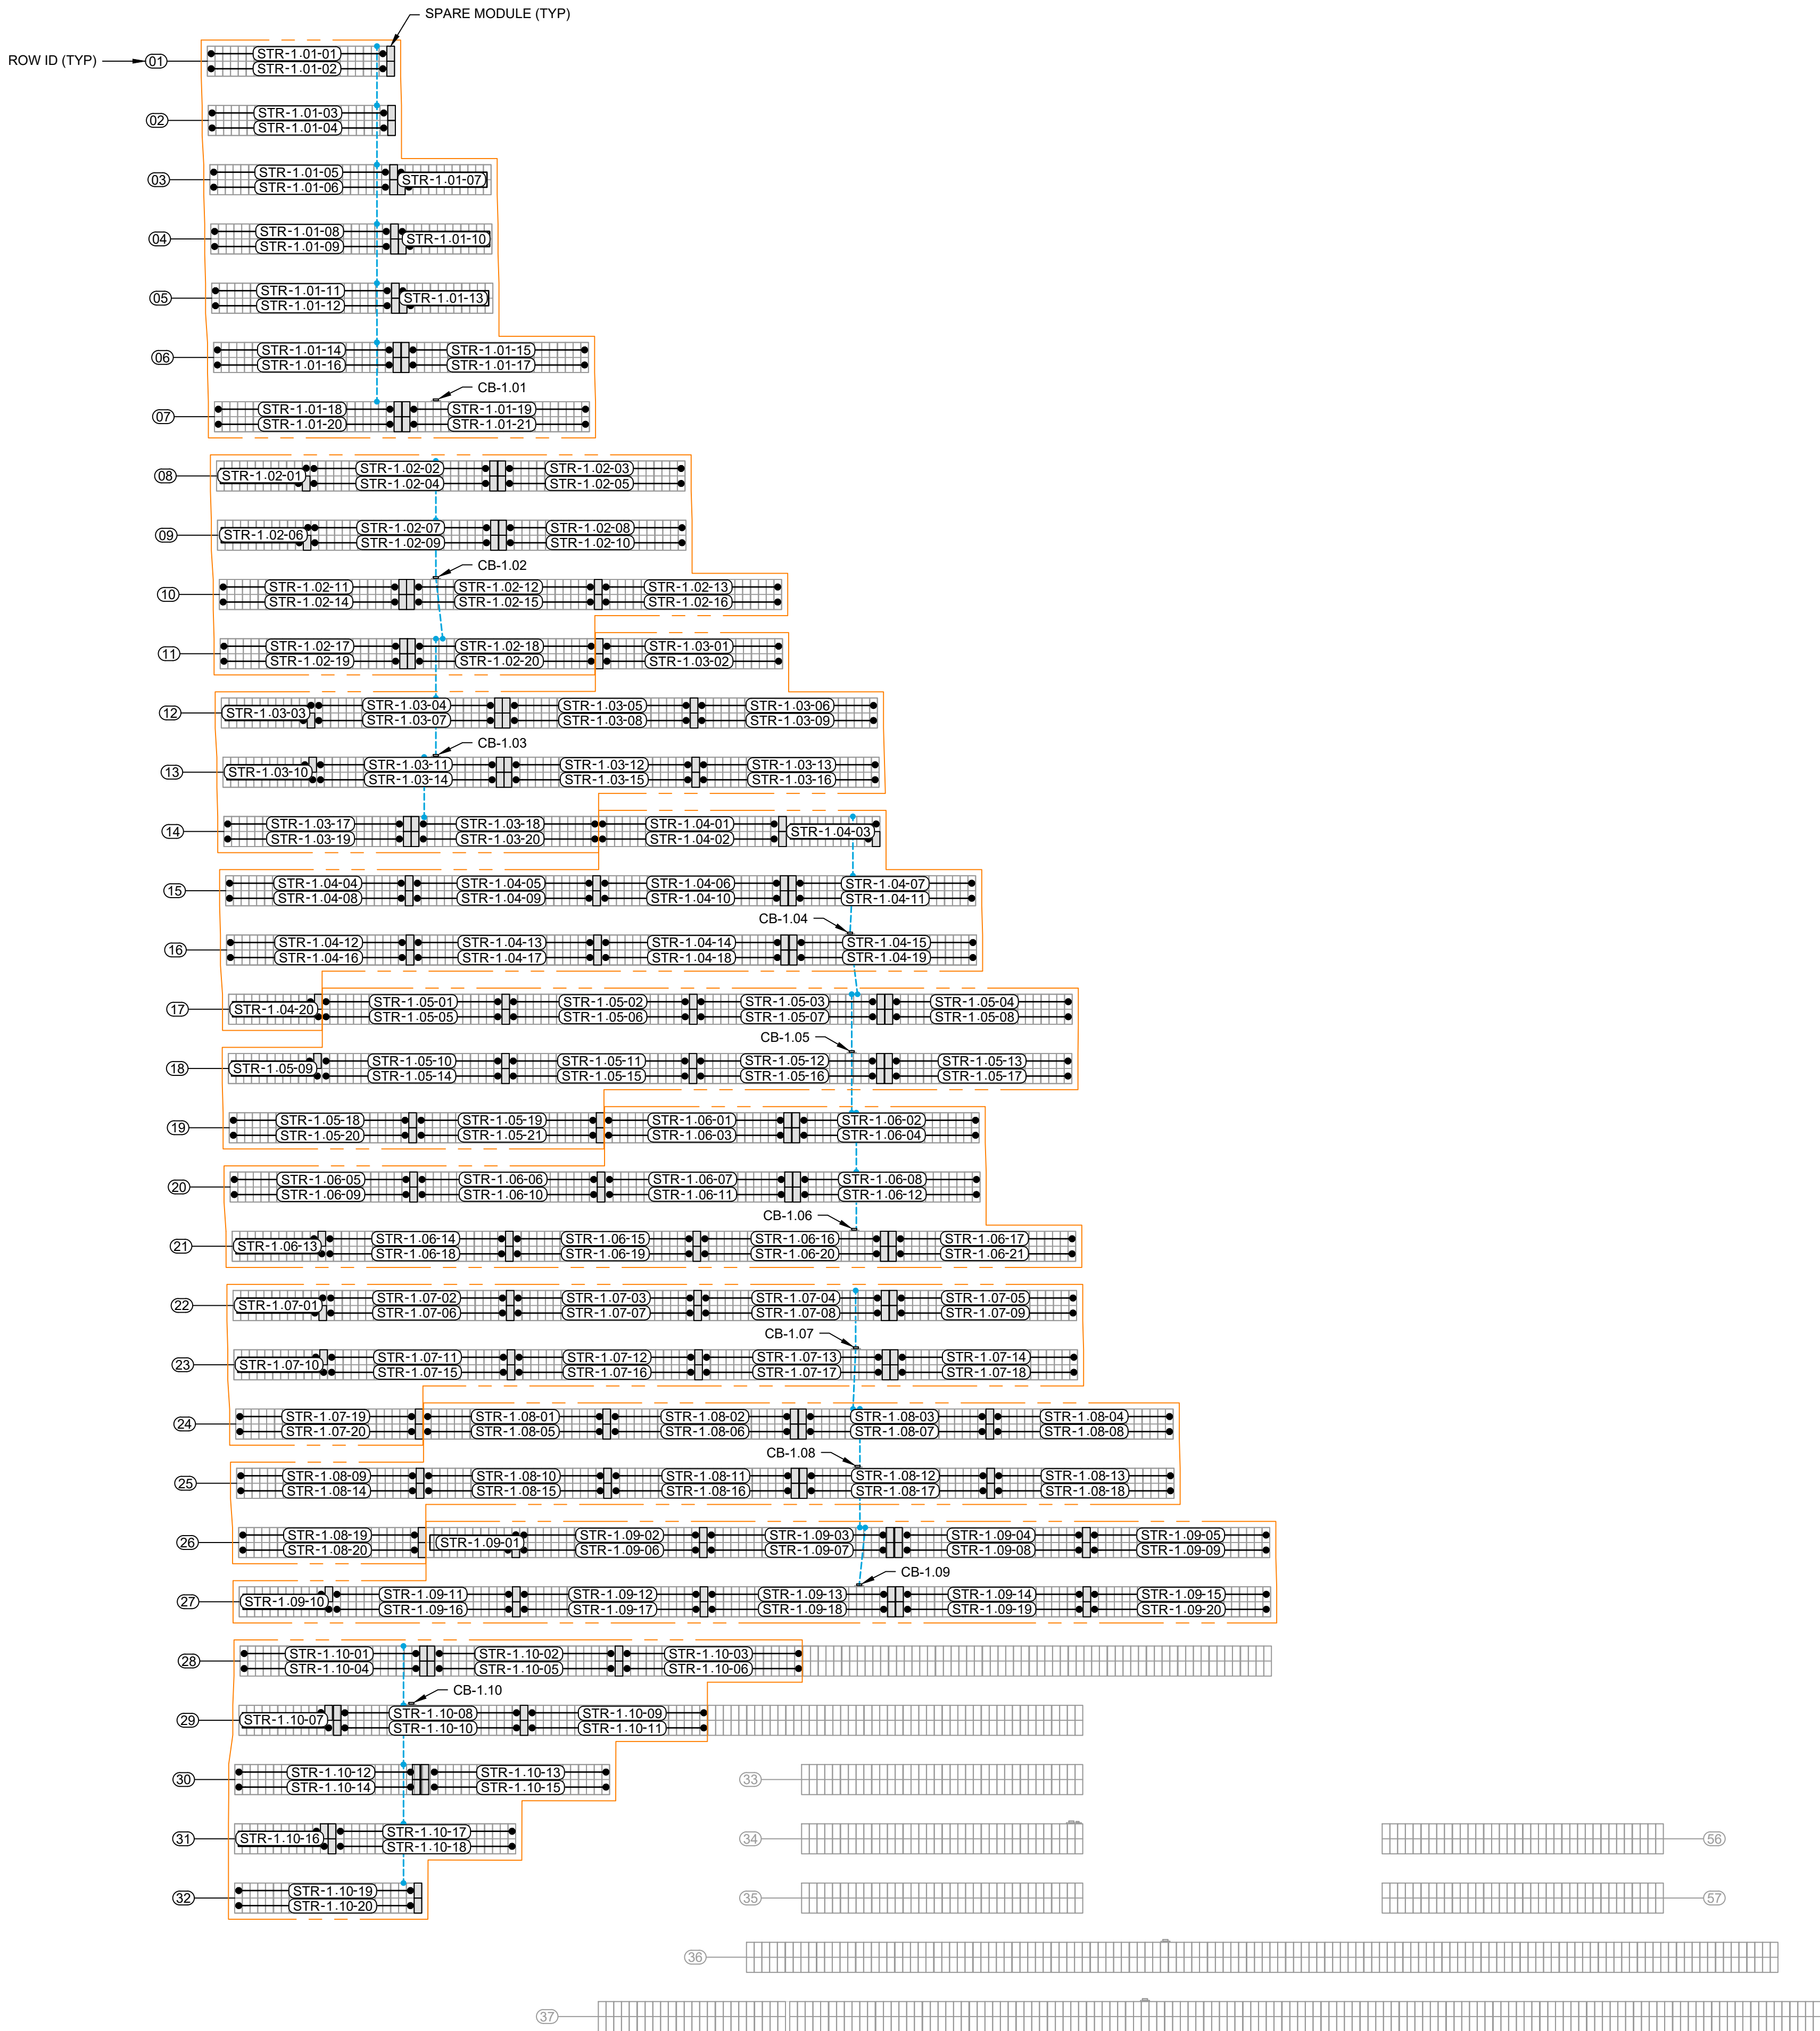 SPARE MODULE (TYP)
ROW ID (TYP)
01
STR-1.01-01
STR-1.01-02
02
STR-1.01-03
STR-1.01-04
03
STR-1.01-05
STR-1.01-06
STR-1.01-07
04
STR-1.01-08
STR-1.01-09
STR-1.01-10
05
STR-1.01-11
STR-1.01-12
STR-1.01-13
06
STR-1.01-14 STR-1.01-15
STR-1.01-16 STR-1.01-17
CB-1.01
07
STR-1.01-18 STR-1.01-19
STR-1.01-20 STR-1.01-21
08
STR-1.02-01
STR-1.02-02 STR-1.02-03
STR-1.02-04 STR-1.02-05
09
STR-1.02-06
STR-1.02-07 STR-1.02-08
STR-1.02-09 STR-1.02-10
CB-1.02
10
STR-1.02-11 STR-1.02-12 STR-1.02-13
STR-1.02-14 STR-1.02-15 STR-1.02-16
11
STR-1.02-17 STR-1.02-18 STR-1.03-01
STR-1.02-19 STR-1.02-20 STR-1.03-02
12
STR-1.03-03
STR-1.03-04 STR-1.03-05 STR-1.03-06
STR-1.03-07 STR-1.03-08 STR-1.03-09
CB-1.03
13
STR-1.03-10
STR-1.03-11 STR-1.03-12 STR-1.03-13
STR-1.03-14 STR-1.03-15 STR-1.03-16
14
STR-1.03-17 STR-1.03-18 STR-1.04-01
STR-1.03-19 STR-1.03-20 STR-1.04-02
STR-1.04-03
15
STR-1.04-04 STR-1.04-05 STR-1.04-06 STR-1.04-07
STR-1.04-08 STR-1.04-09 STR-1.04-10 STR-1.04-11
CB-1.04
16
STR-1.04-12 STR-1.04-13 STR-1.04-14 STR-1.04-15
STR-1.04-16 STR-1.04-17 STR-1.04-18 STR-1.04-19
17
STR-1.04-20
STR-1.05-01 STR-1.05-02 STR-1.05-03 STR-1.05-04
STR-1.05-05 STR-1.05-06 STR-1.05-07 STR-1.05-08
CB-1.05
18
STR-1.05-09
STR-1.05-10 STR-1.05-11 STR-1.05-12 STR-1.05-13
STR-1.05-14 STR-1.05-15 STR-1.05-16 STR-1.05-17
19
STR-1.05-18 STR-1.05-19 STR-1.06-01 STR-1.06-02
STR-1.05-20 STR-1.05-21 STR-1.06-03 STR-1.06-04
20
STR-1.06-05 STR-1.06-06 STR-1.06-07 STR-1.06-08
STR-1.06-09 STR-1.06-10 STR-1.06-11 STR-1.06-12
CB-1.06
21
STR-1.06-13
STR-1.06-14 STR-1.06-15 STR-1.06-16 STR-1.06-17
STR-1.06-18 STR-1.06-19 STR-1.06-20 STR-1.06-21
22
STR-1.07-01
STR-1.07-02 STR-1.07-03 STR-1.07-04 STR-1.07-05
STR-1.07-06 STR-1.07-07 STR-1.07-08 STR-1.07-09
CB-1.07
23
STR-1.07-10
STR-1.07-11 STR-1.07-12 STR-1.07-13 STR-1.07-14
STR-1.07-15 STR-1.07-16 STR-1.07-17 STR-1.07-18
24
STR-1.07-19 STR-1.08-01 STR-1.08-02 STR-1.08-03 STR-1.08-04
STR-1.07-20 STR-1.08-05 STR-1.08-06 STR-1.08-07 STR-1.08-08
CB-1.08
25
STR-1.08-09 STR-1.08-10 STR-1.08-11 STR-1.08-12 STR-1.08-13
STR-1.08-14 STR-1.08-15 STR-1.08-16 STR-1.08-17 STR-1.08-18
26
STR-1.08-19 STR-1.09-02 STR-1.09-03 STR-1.09-04 STR-1.09-05
STR-1.09-01
STR-1.08-20 STR-1.09-06 STR-1.09-07 STR-1.09-08 STR-1.09-09
CB-1.09
27
STR-1.09-10
STR-1.09-11 STR-1.09-12 STR-1.09-13 STR-1.09-14 STR-1.09-15
STR-1.09-16 STR-1.09-17 STR-1.09-18 STR-1.09-19 STR-1.09-20
28
STR-1.10-01 STR-1.10-02 STR-1.10-03
STR-1.10-04 STR-1.10-05 STR-1.10-06
CB-1.10
29
STR-1.10-07
STR-1.10-08 STR-1.10-09
STR-1.10-10 STR-1.10-11
30
STR-1.10-12 STR-1.10-13
STR-1.10-14 STR-1.10-15
33
31
STR-1.10-16
STR-1.10-17
STR-1.10-18
34
56
32
STR-1.10-19
STR-1.10-20
35
57
36
37